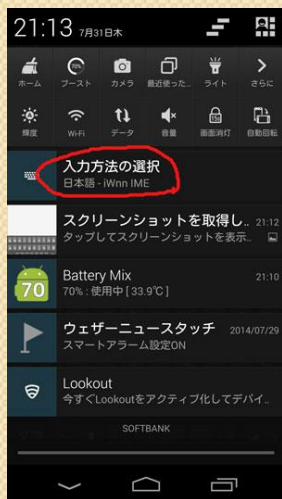 21:13 7月31日木
ホーム ブースト カメラ 最近使った... ライト さらに
輝度 Wi-Fi データ 音量 画面消灯 自動回転
入力方法の選択
日本語 - iWnn IME
スクリーンショットを取得し.. 21:12
タップしてスクリーンショットを表示..
70
Battery Mix 21:10
70% : 使用中 [33.9℃]
ウェザーニュースタッチ 2014/07/29
スマートアラーム設定ON
Lookout
今すぐLookoutをアクティブ化してデバイ..
SOFTBANK